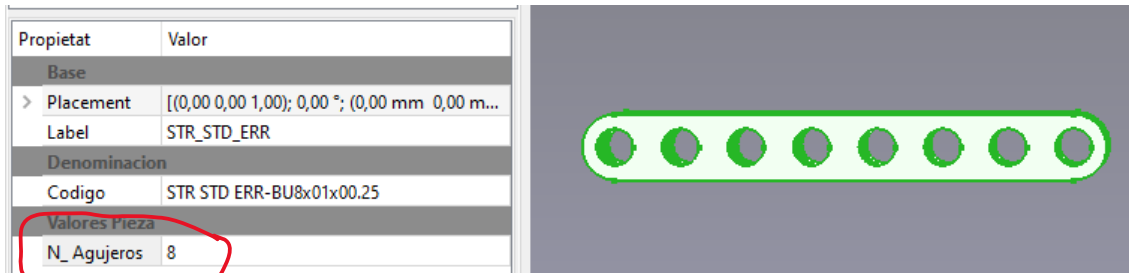 Propietat Valor
Base
Placement [(0,00 0,00 1,00); 0,00 °; (0,00 mm 0,00 m...
Label STR_STD_ERR
Denominacion
Codigo STR STD ERR-BU8x01x00.25
Valores Pieza
N_ Agujeros 8